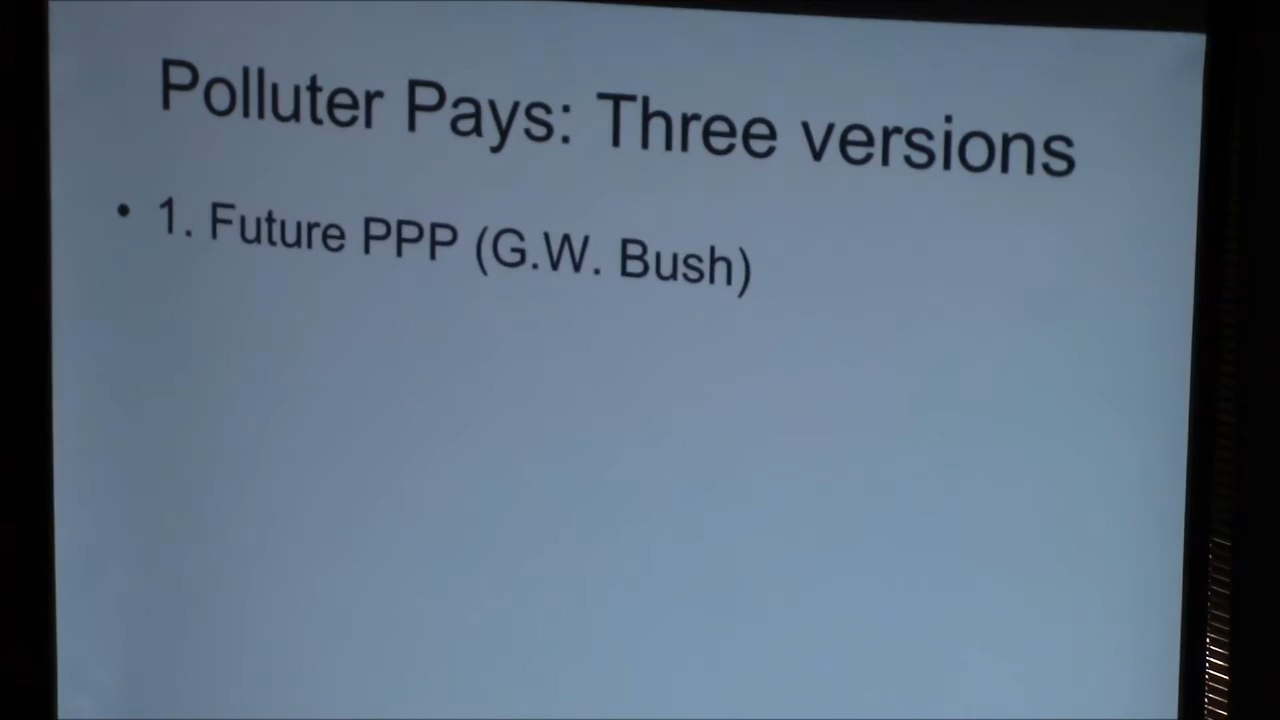 Polluter Pays: Three versions
• 1. Future PPP (G.W. Bush)